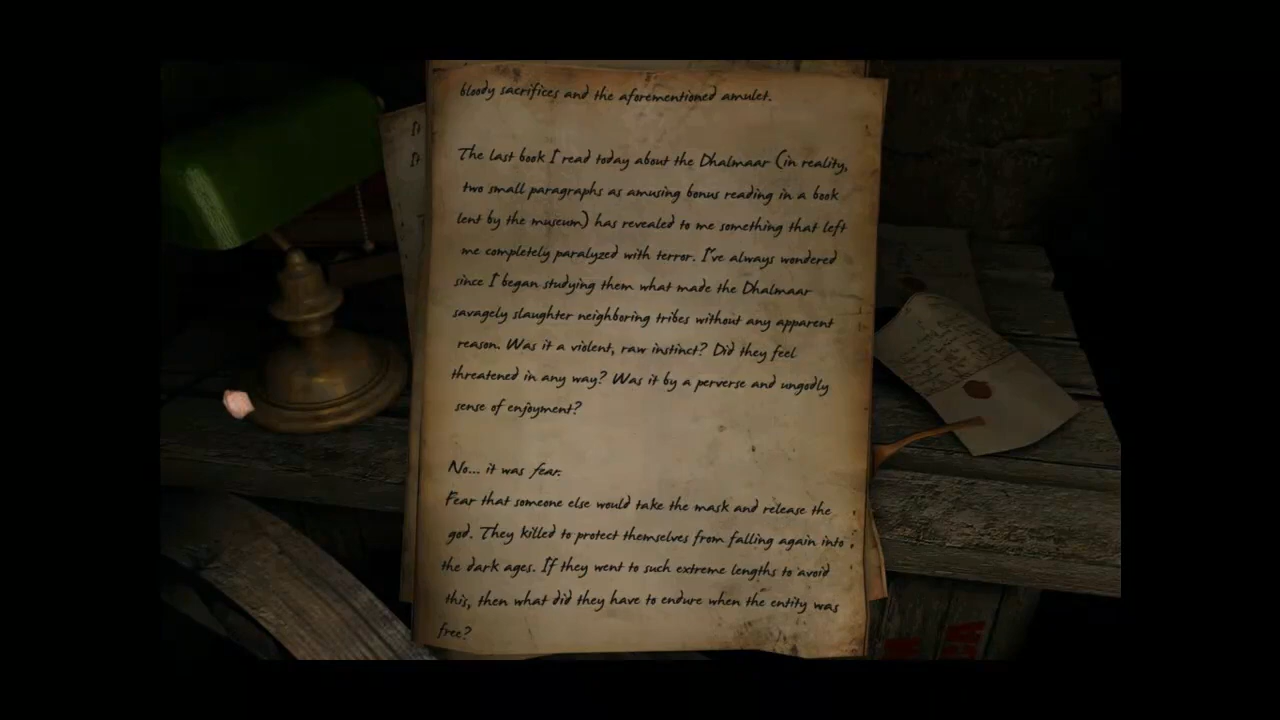 bloody sacrifices and the aforementioned amulet.
The last book I read today about the Dhalmaar (in reality,
two small paragraphs as amusing bonus reading in a book
lent by the museum) has revealed to me something that left
me completely paralyzed with terror. I've always wondered
since I began studying them what made the Dhalmaar
savagely slaughter neighboring tribes without any apparent
reason. Was it a violent, raw instinct? Did they feel
threatened in any way? Was it by a perverse and ungodly
sense of enjoyment?
No... it was fear.
Fear that someone else would take the mask and release the
god. They killed to protect themselves from falling again into
the dark ages. If they went to such extreme lengths to avoid
this, then what did they have to endure when the entity was
free?